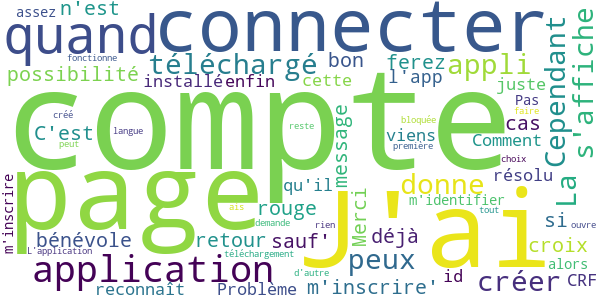 assez n'est
quand connecter
fonctionne
téléchargé bon ferez appli Cependant s'affiche
possibilité installé enfin cette l'app juste
compte
créé langue C'est peut
message viens bloquée première Pas faire cas
Comment La
reste choix résolu
page J'ai
m'inscrire qu'il donne
ais rouge Merci m'identifier tout
demande rien si ouvre
bénévole retour sauf' déjà croix
L'application téléchargement peux alors
application d'autre id créer CRF
reconnaît Problème m'inscrire'